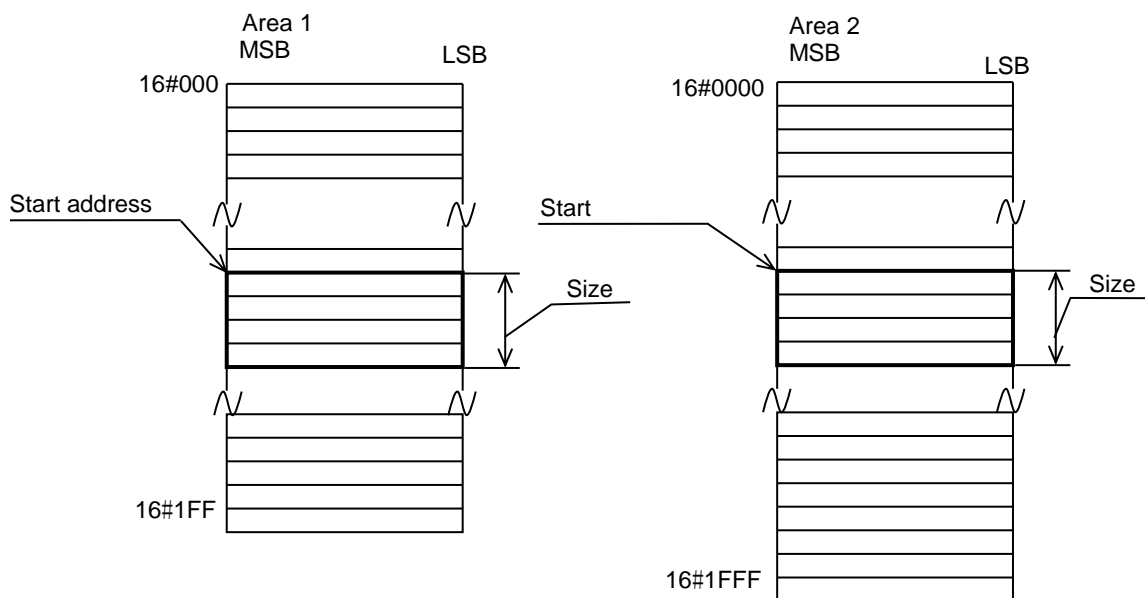 Area 1
MSB
LSB
16#000
Start address
Size
16#1FF
Area 2
MSB
LSB
16#0000
Start
Size
16#1FFF